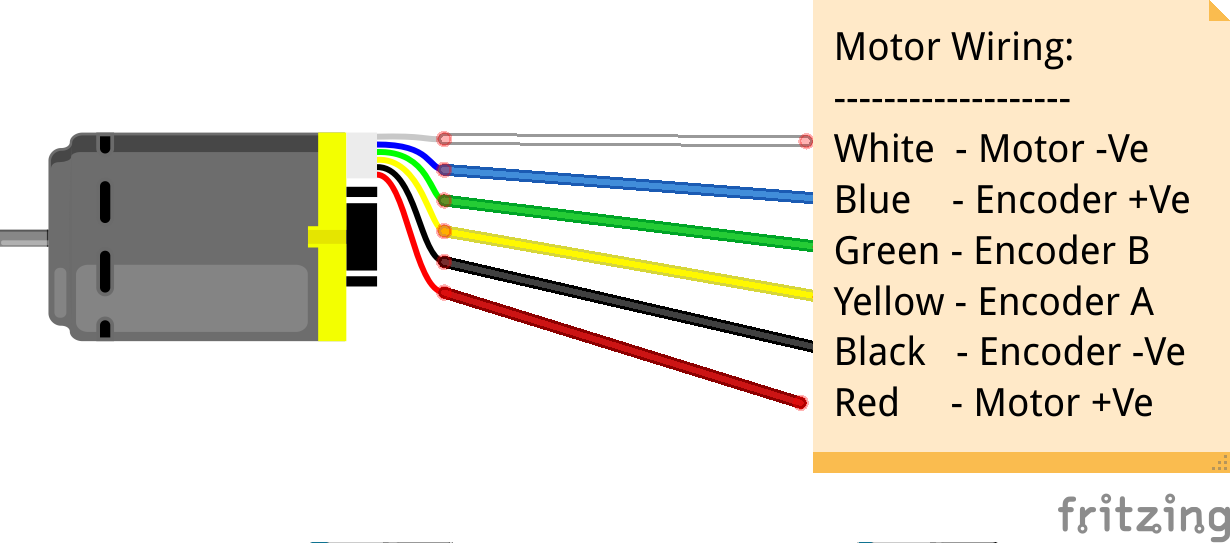 Motor Wiring:
-------------------
White - Motor -Ve
Blue - Encoder +Ve
Green - Encoder B
Yellow - Encoder A
Black - Encoder -Ve
Red - Motor +Ve
fritzing